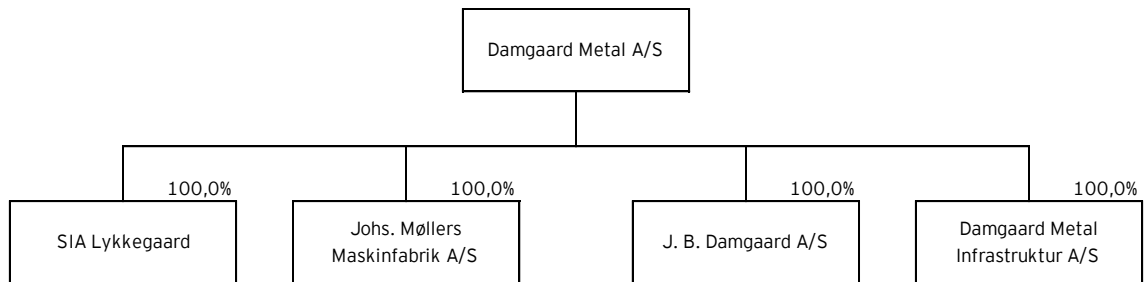 Damgaard Metal A/S
100,0%
100,0%
100,0%
100,0%
SIA Lykkegaard
Johs. Møllers
Maskinfabrik A/S
J. B. Damgaard A/S
Damgaard Metal
Infrastruktur A/S